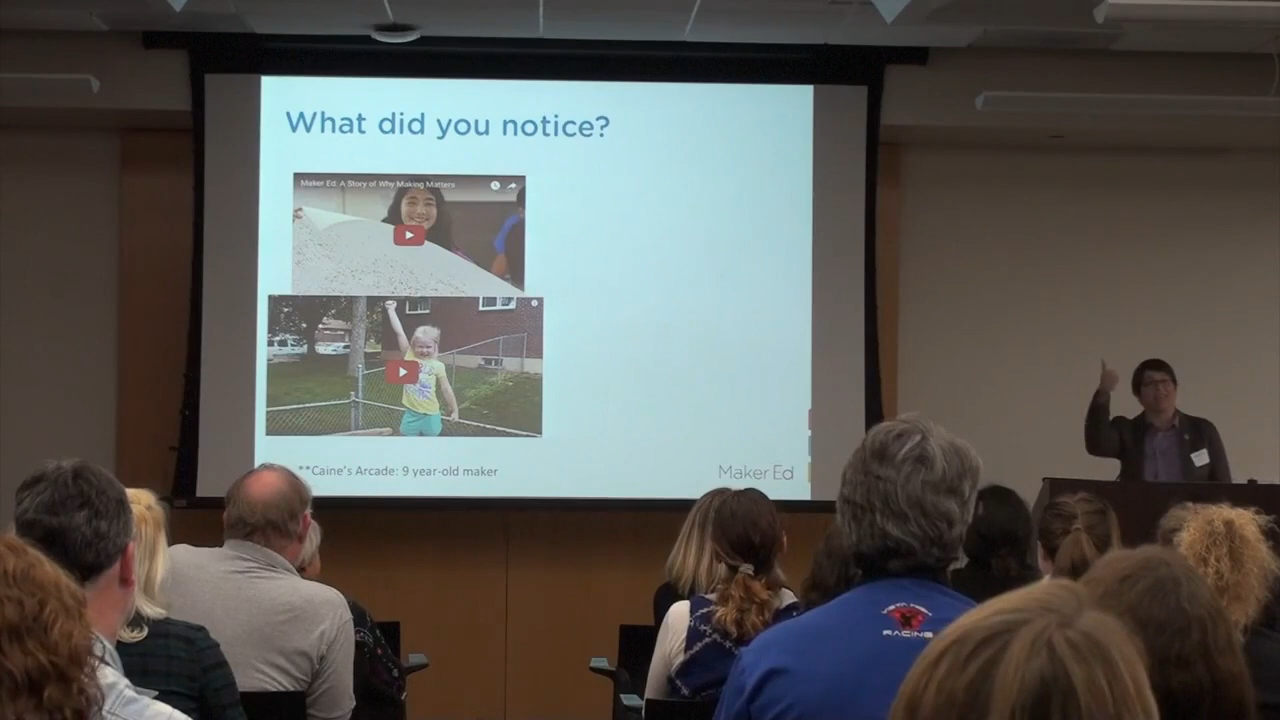 What did you notice?
Maker Ed: A Story of Why Making Matters
**Caine's Arcade: 9 year-old maker
Maker Ed
RACING